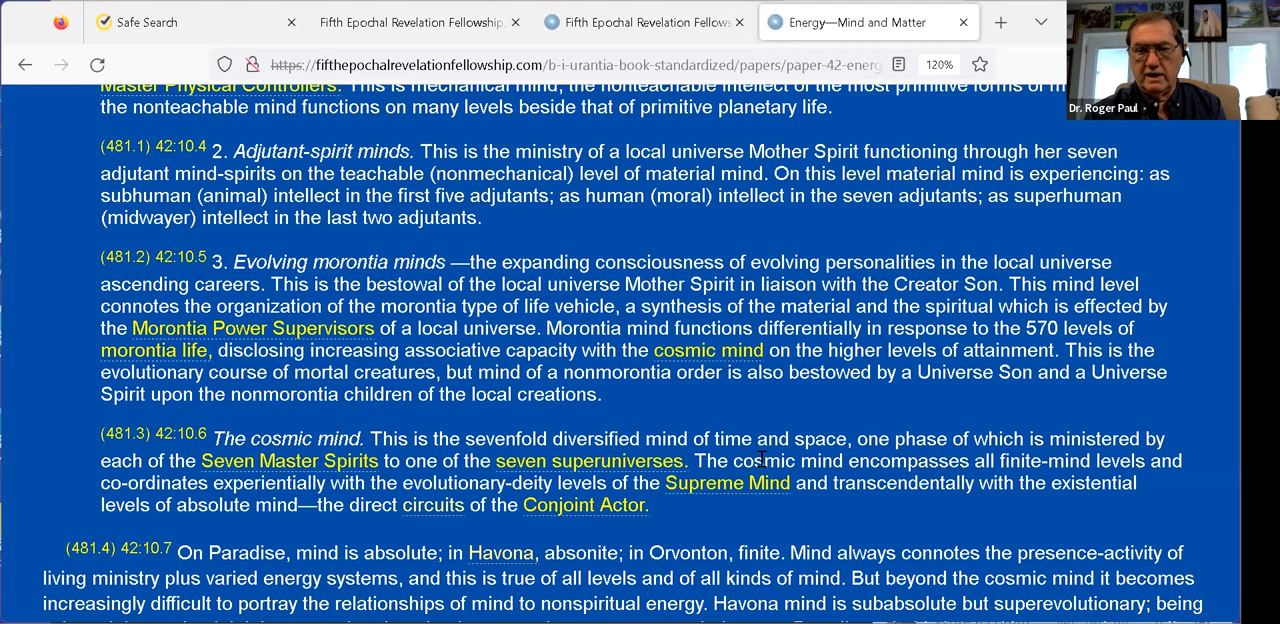 Safe Search
Fifth Epochal Revelation Fellowship
Fifth Epochal Revelation Fellows
Energy—Mind and Matter
https://fifthepochalrevelationfellowship.com/b-i-urantia-book-standardized/papers/paper-42-energ
120%
Dr. Roger Paul
Master Physical Controllers. This is mechanical mind, the nonteachable intellect of the most primitive forms of
the nonteachable mind functions on many levels beside that of primitive planetary life.
(481.1) 42:10.4 2. Adjutant-spirit minds. This is the ministry of a local universe Mother Spirit functioning through her seven
adjutant mind-spirits on the teachable (nonmechanical) level of material mind. On this level material mind is experiencing: as
subhuman (animal) intellect in the first five adjutants; as human (moral) intellect in the seven adjutants; as superhuman
(midwayer) intellect in the last two adjutants.
(481.2) 42:10.5 3. Evolving morontia minds —the expanding consciousness of evolving personalities in the local universe
ascending careers. This is the bestowal of the local universe Mother Spirit in liaison with the Creator Son. This mind level
connotes the organization of the morontia type of life vehicle, a synthesis of the material and the spiritual which is effected by
the Morontia Power Supervisors of a local universe. Morontia mind functions differentially in response to the 570 levels of
morontia life, disclosing increasing associative capacity with the cosmic mind on the higher levels of attainment. This is the
evolutionary course of mortal creatures, but mind of a nonmorontia order is also bestowed by a Universe Son and a Universe
Spirit upon the nonmorontia children of the local creations.
(481.3) 42:10.6 The cosmic mind. This is the sevenfold diversified mind of time and space, one phase of which is ministered by
each of the Seven Master Spirits to one of the seven superuniverses. The cosmic mind encompasses all finite-mind levels and
co-ordinates experientially with the evolutionary-deity levels of the Supreme Mind and transcendentally with the existential
levels of absolute mind—the direct circuits of the Conjoint Actor.
(481.4) 42:10.7 On Paradise, mind is absolute; in Havona, absonite; in Orvonton, finite. Mind always connotes the presence-activity of
living ministry plus varied energy systems, and this is true of all levels and of all kinds of mind. But beyond the cosmic mind it becomes
increasingly difficult to portray the relationships of mind to nonspiritual energy. Havona mind is subabsolute but superevolutionary; being